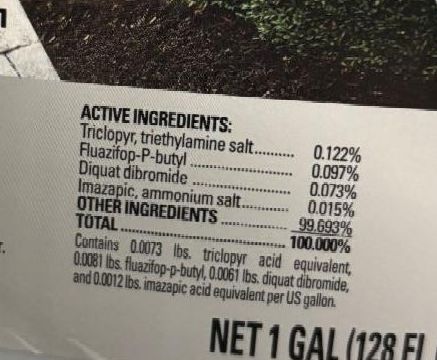 ACTIVE INGREDIENTS:
Triclopyr, triethylamine salt.......... 0.122%
Fluazifop-P-butyl .................. 0.097%
Diquat dibromide .................. 0.073%
Imazapic, ammonium salt............. 0.015%
OTHER INGREDIENTS ............ 99.693%
TOTAL............................... 100.000%
Contains 0.0073 lbs. triclopyr acid equivalent,
0.0081 lbs. fluazifop-p-butyl, 0.0061 lbs. diquat dibromide,
and 0.0012 lbs. imazapic acid equivalent per US gallon.
NET 1 GAL (128 FL